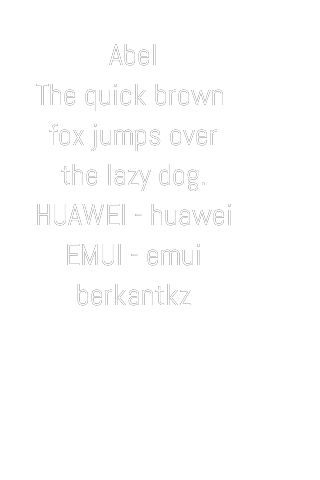 Abel
The quick brown
fox jumps over
the lazy dog.
HUAWEI - huawei
EMUI - emui
berkantkz